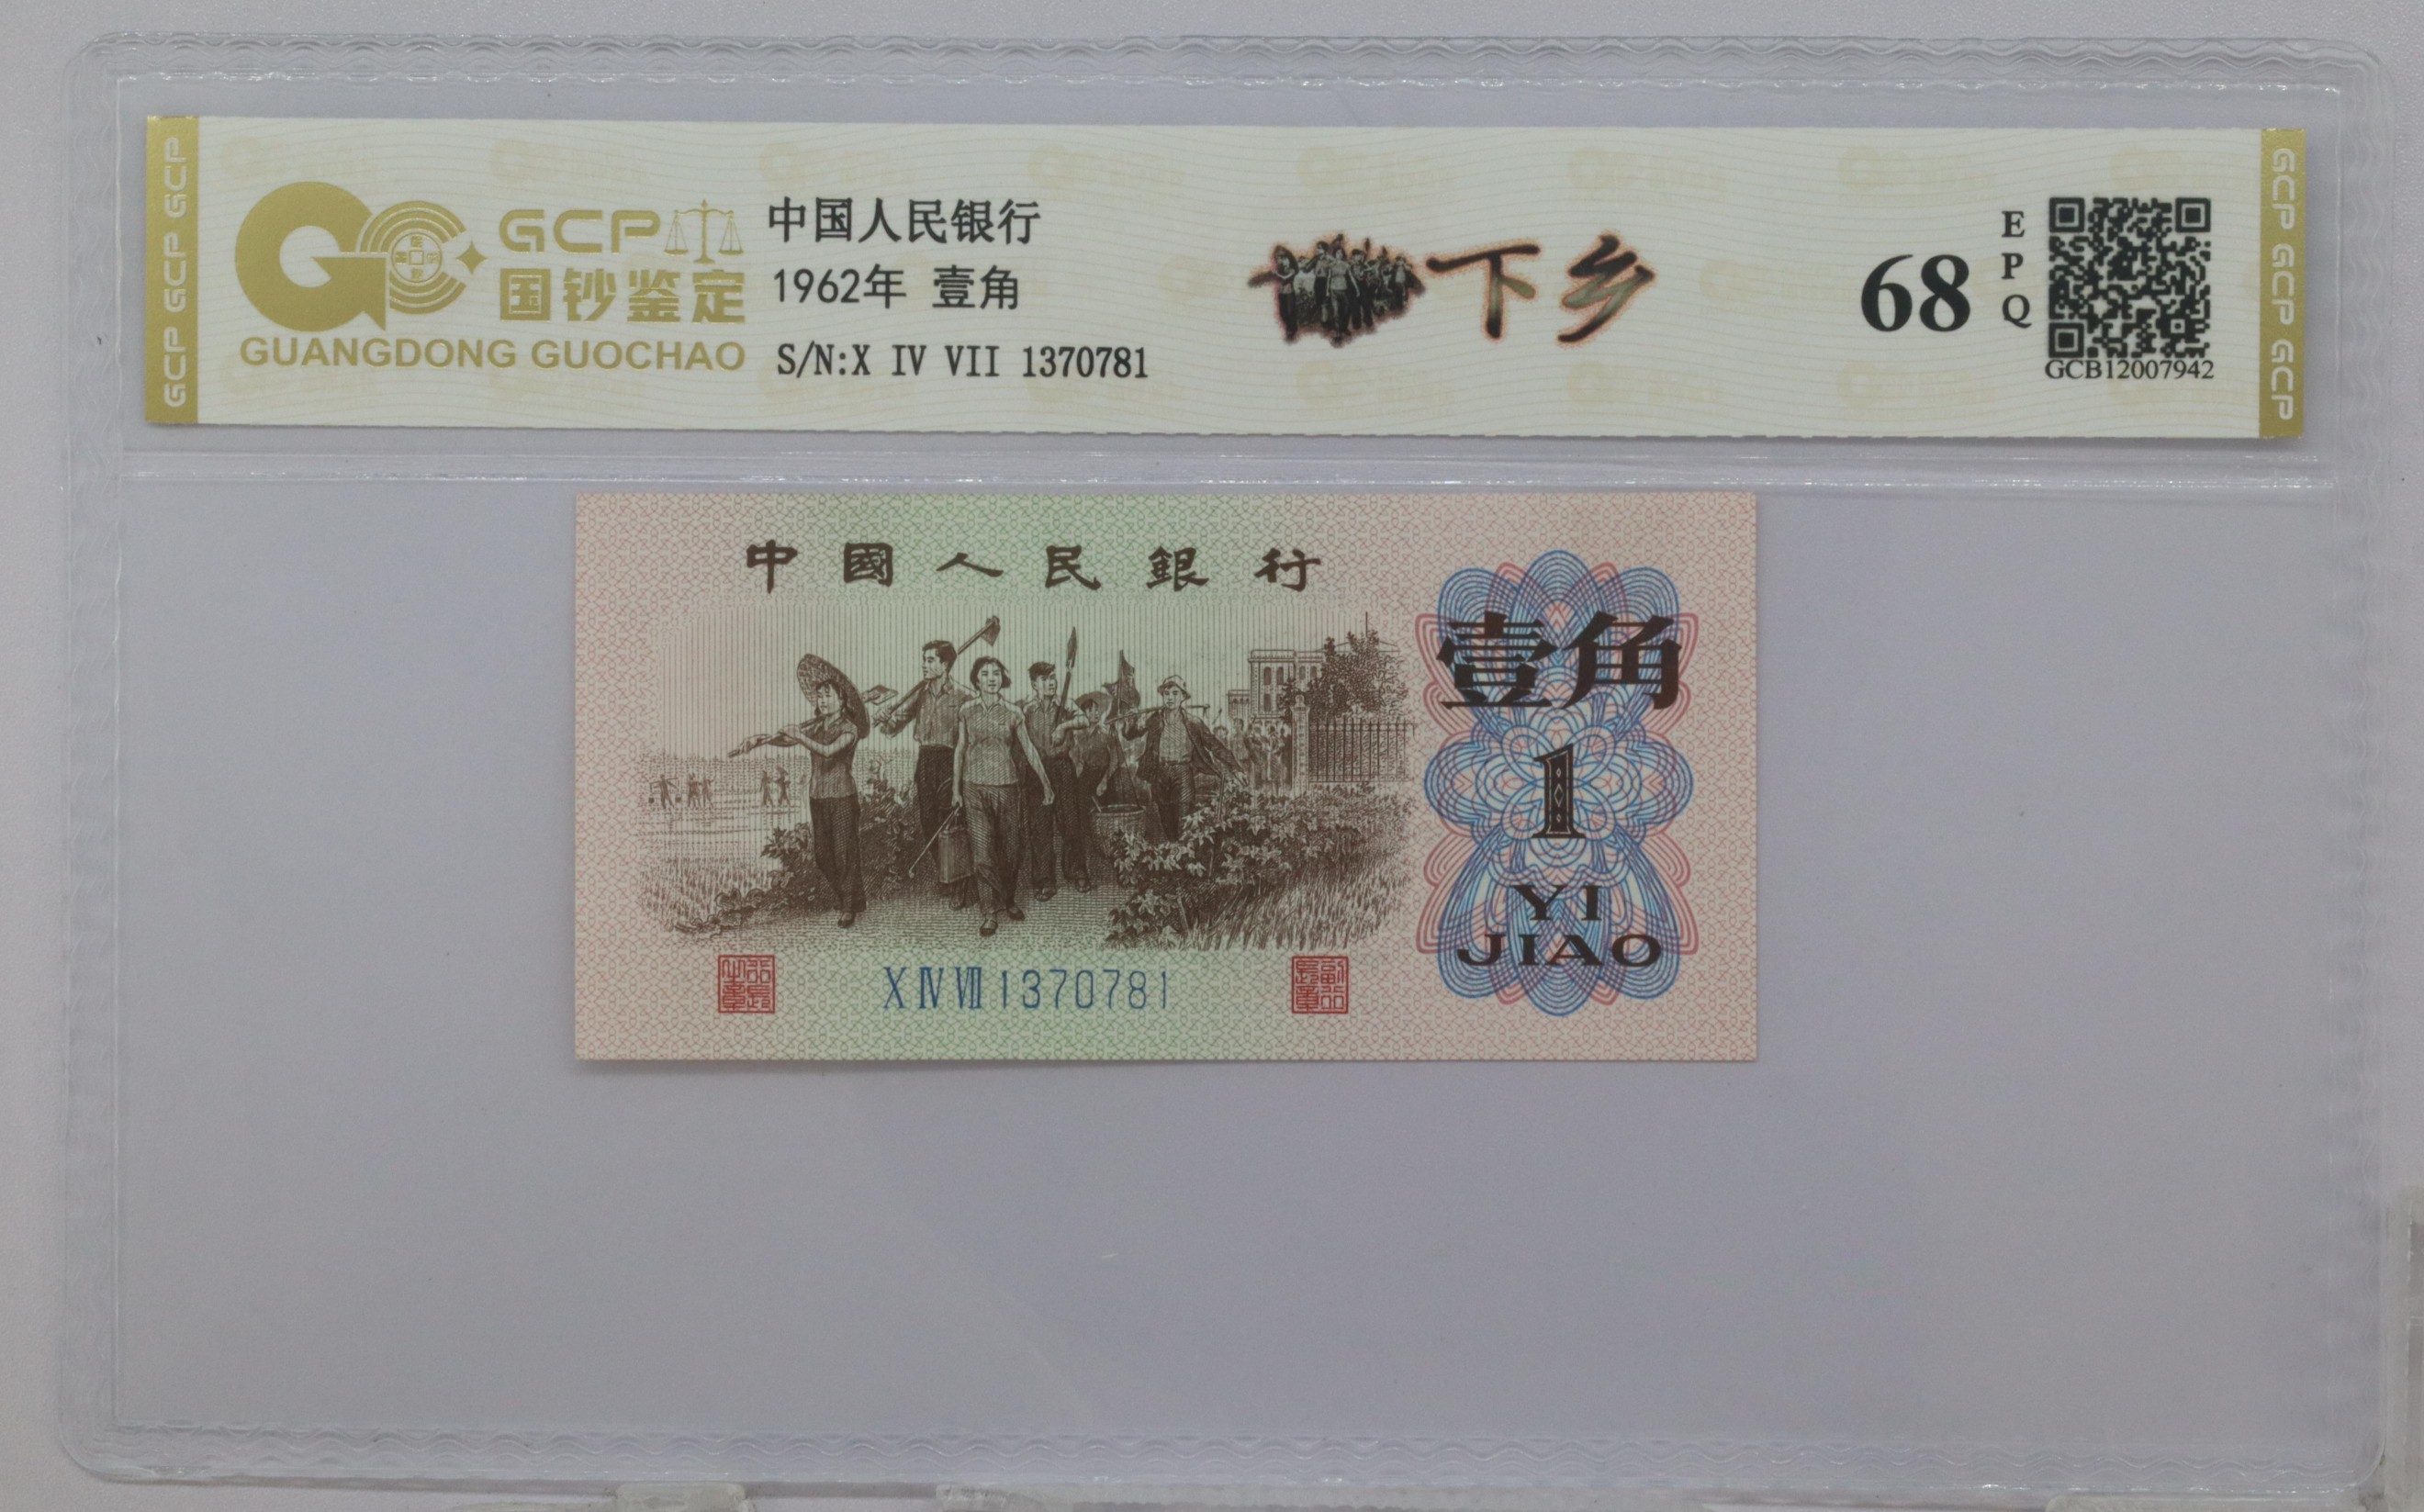 GCP GCP GCP
GCP
国钞鉴定
GUANGDONG GUOCHAO
中国人民银行
1962年 壹角
S/N:X IV VII 1370781
下乡
68
EPQ
GCB12007942
GCP GCP GCP
中國人民銀行
壹角
1
YI
JIAO
X IV VII 1370781